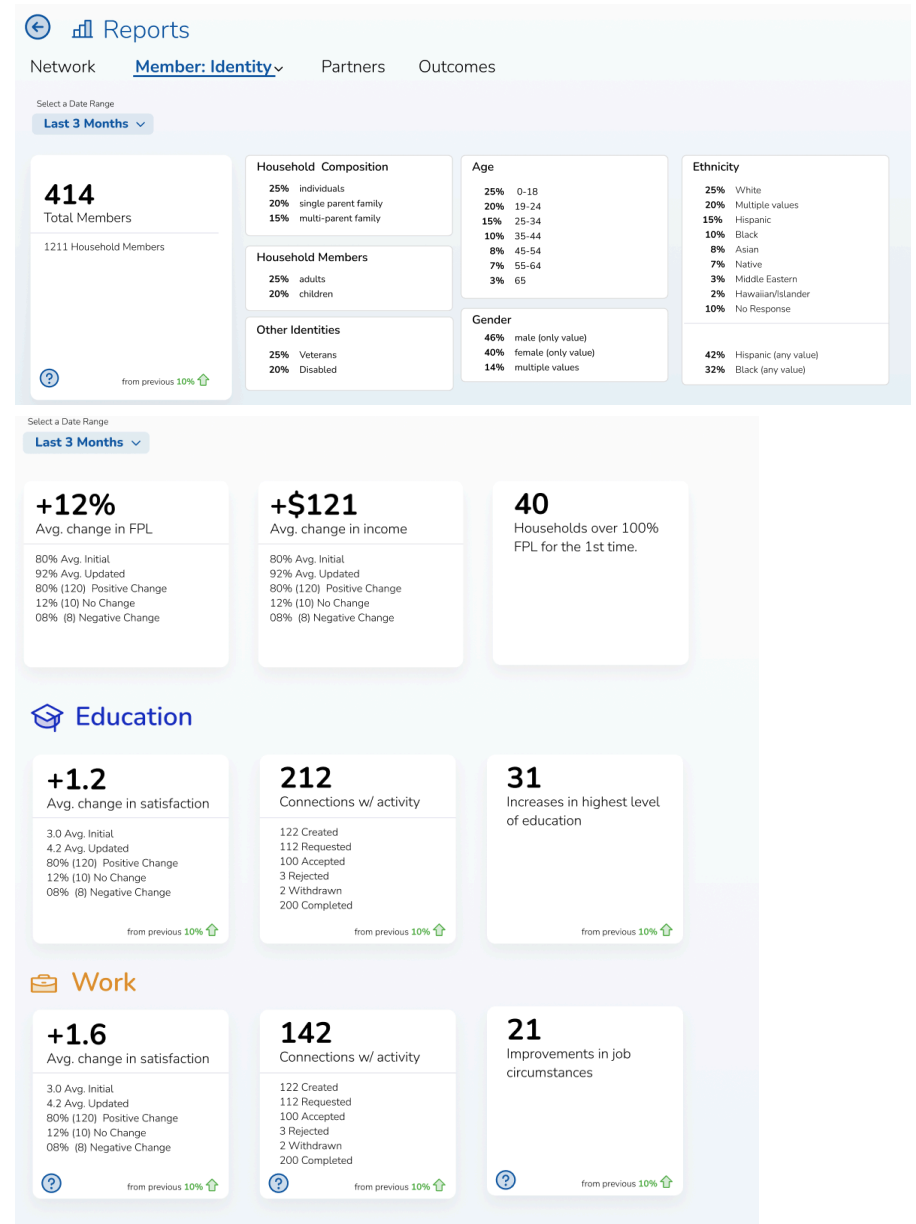 Reports
Network Member: Identity Partners Outcomes
Select a Date Range
Last 3 Months
414
Total Members
1211 Household Members
?
from previous 10%
Household Composition
25% individuals
20% single parent family
15% multi-parent family
Household Members
25% adults
20% children
Other Identities
25% Veterans
20% Disabled
Age
25% 0-18
20% 19-24
15% 25-34
10% 35-44
8% 45-54
7% 55-64
3% 65
Gender
46% male (only value)
40% female (only value)
14% multiple values
Ethnicity
25% White
20% Multiple values
15% Hispanic
10% Black
8% Asian
7% Native
3% Middle Eastern
2% Hawaiian/Islander
10% No Response
42% Hispanic (any value)
32% Black (any value)
Select a Date Range
Last 3 Months
+12%
Avg. change in FPL
80% Avg. Initial
92% Avg. Updated
80% (120) Positive Change
12% (10) No Change
08% (8) Negative Change
+$121
Avg. change in income
80% Avg. Initial
92% Avg. Updated
80% (120) Positive Change
12% (10) No Change
08% (8) Negative Change
40
Households over 100%
FPL for the 1st time.
Education
+1.2
Avg. change in satisfaction
3.0 Avg. Initial
4.2 Avg. Updated
80% (120) Positive Change
12% (10) No Change
08% (8) Negative Change
from previous 10%
212
Connections w/ activity
122 Created
112 Requested
100 Accepted
3 Rejected
2 Withdrawn
200 Completed
from previous 10%
31
Increases in highest level
of education
from previous 10%
Work
+1.6
Avg. change in satisfaction
3.0 Avg. Initial
4.2 Avg. Updated
80% (120) Positive Change
12% (10) No Change
08% (8) Negative Change
?
from previous 10%
142
Connections w/ activity
122 Created
112 Requested
100 Accepted
3 Rejected
2 Withdrawn
200 Completed
?
from previous 10%
21
Improvements in job
circumstances
?
from previous 10%